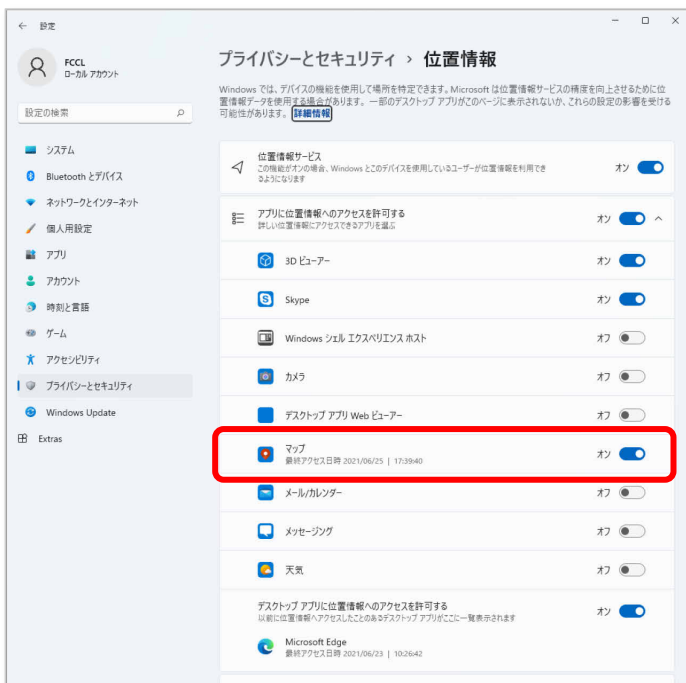 ← 設定
FCCL
ローカル アカウント
設定の検索
システム
Bluetooth とデバイス
ネットワークとインターネット
個人用設定
アプリ
アカウント
時刻と言語
ゲーム
アクセシビリティ
プライバシーとセキュリティ
Windows Update
Extras
プライバシーとセキュリティ › 位置情報
Windows では、デバイスの機能を使用して場所を特定できます。Microsoft は位置情報サービスの精度を向上させるために位
置情報データを使用する場合があります。一部のデスクトップ アプリがこのページに表示されないか、これらの設定の影響を受ける
可能性があります。 詳細情報
位置情報サービス
この機能がオンの場合、Windows とこのデバイスを使用しているユーザーが位置情報を利用でき
るようになります
オン
アプリに位置情報へのアクセスを許可する
詳しい位置情報にアクセスできるアプリを選ぶ
オン
3D ビューアー オン
Skype オン
Windows シェル エクスペリエンス ホスト オフ
カメラ オフ
デスクトップ アプリ Web ビューアー オフ
マップ
最終アクセス日時 2021/06/25 | 17:39:40
オン
メール/カレンダー オフ
メッセージング オフ
天気 オフ
デスクトップ アプリに位置情報へのアクセスを許可する
以前に位置情報へアクセスしたことのあるデスクトップ アプリがここに一覧表示されます
オン
Microsoft Edge
最終アクセス日時 2021/06/23 | 10:26:42